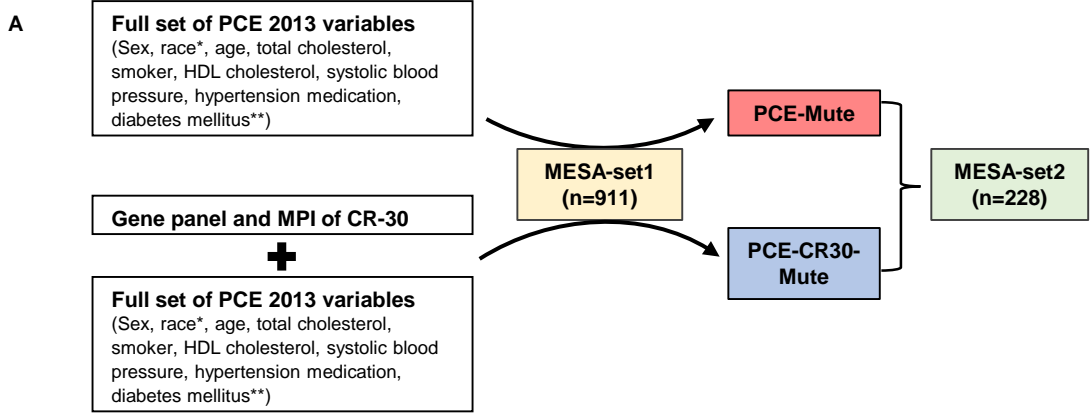 A
Full set of PCE 2013 variables
(Sex, race*, age, total cholesterol,
smoker, HDL cholesterol, systolic blood
pressure, hypertension medication,
diabetes mellitus**)
Gene panel and MPI of CR-30
+
Full set of PCE 2013 variables
(Sex, race*, age, total cholesterol,
smoker, HDL cholesterol, systolic blood
pressure, hypertension medication,
diabetes mellitus**)
MESA-set1
(n=911)
PCE-Mute
PCE-CR30-
Mute
MESA-set2
(n=228)